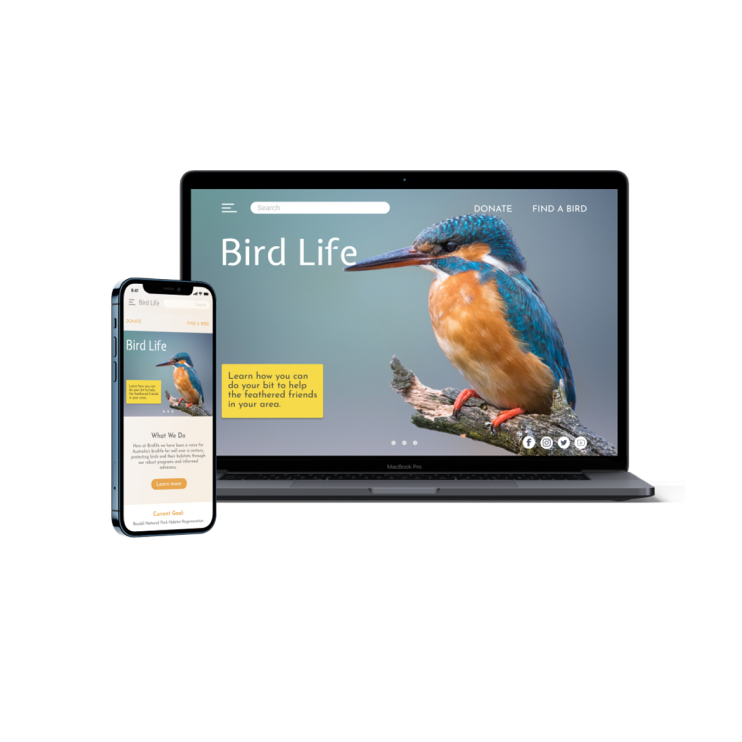 Search
DONATE
FIND A BIRD
Bird Life
Learn how you can
do your bit to help
the feathered friends
in your area.
MacBook Pro
9:41
Bird Life
DONATE
FIND A BIRD
Bird Life
Learn how you can
do your bit to help
the feathered friends
in your area.
What We Do
Here at Birdlife we have been a voice for
Australia's birdlife for well over a century,
protecting birds and their habitats through
our robust programs and informed
advocacy.
Learn more
Current Goal: